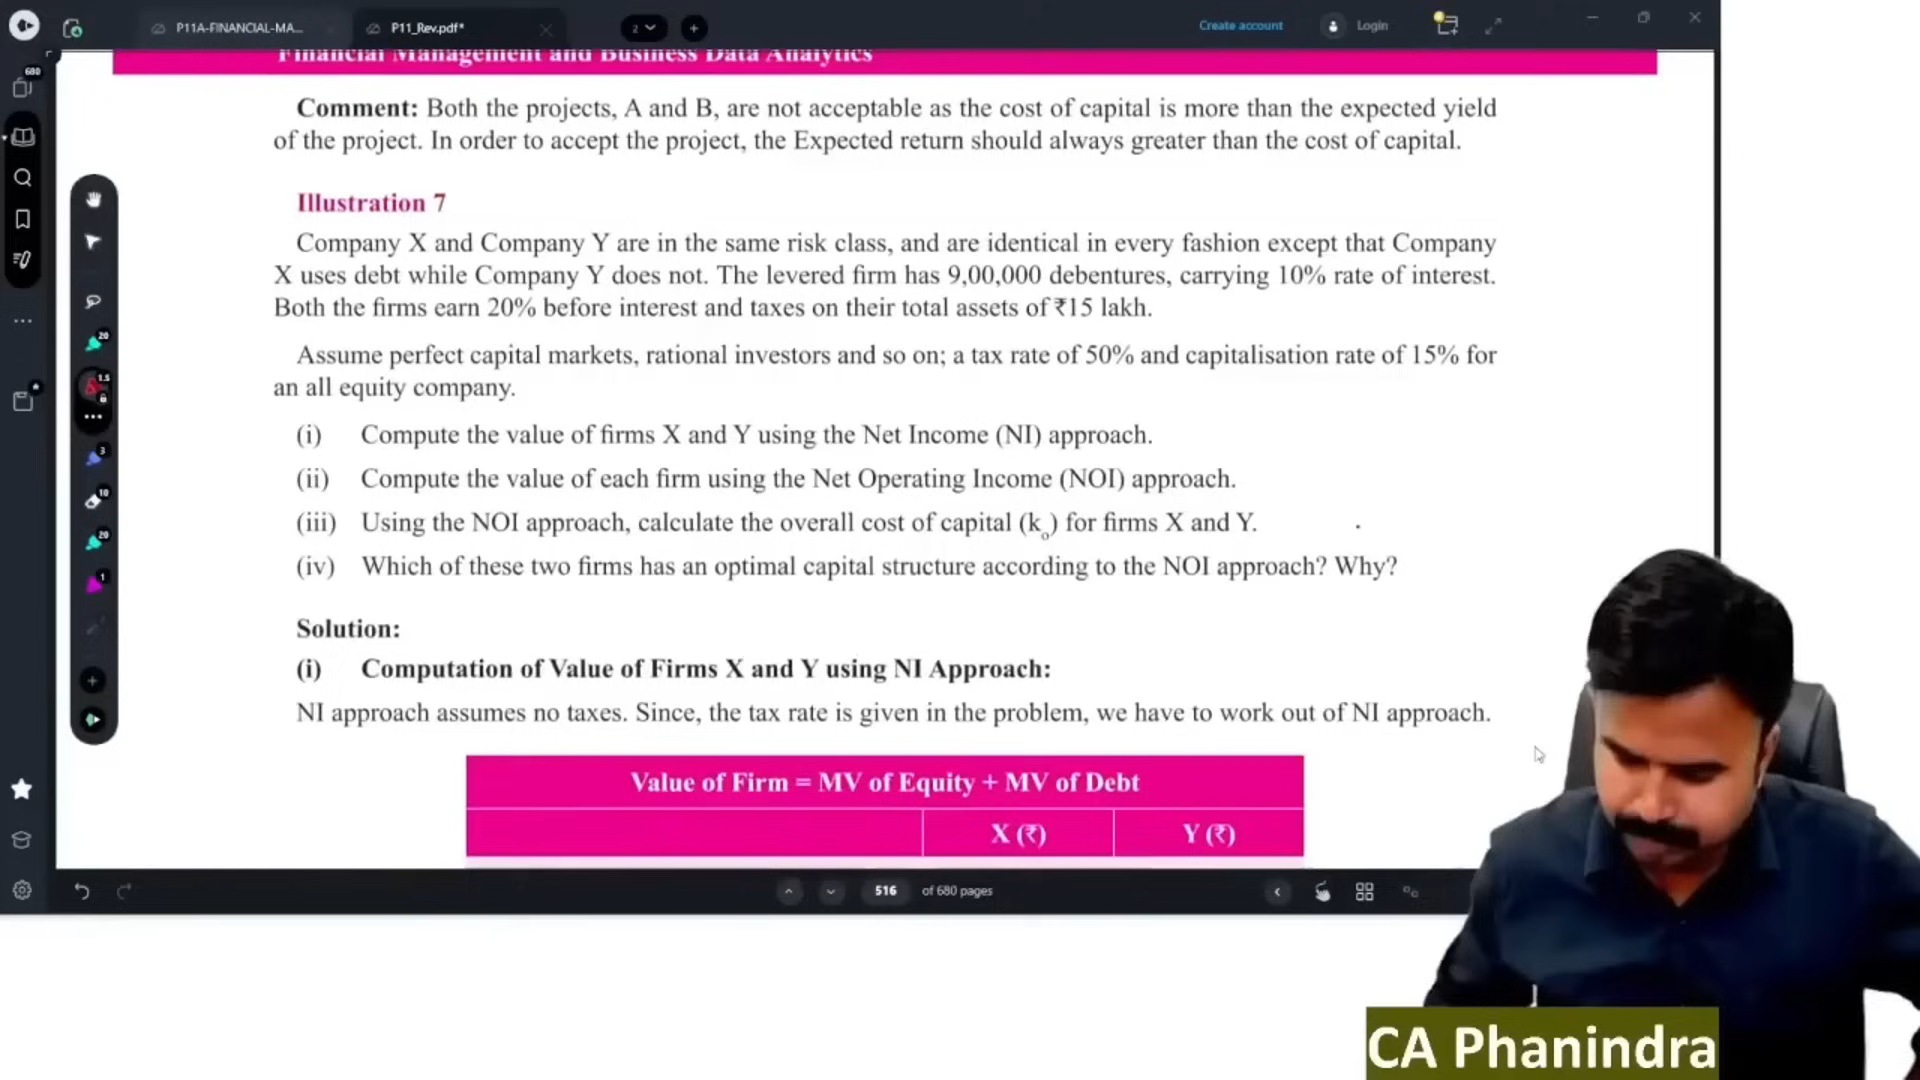 P11A-FINANCIAL-MA...
P11_Rev.pdf*
2
Create account
Login
Financial Management and Business Data Analytics
680
Comment: Both the projects, A and B, are not acceptable as the cost of capital is more than the expected yield
of the project. In order to accept the project, the Expected return should always greater than the cost of capital.
Illustration 7
Company X and Company Y are in the same risk class, and are identical in every fashion except that Company
X uses debt while Company Y does not. The levered firm has 9,00,000 debentures, carrying 10% rate of interest.
Both the firms earn 20% before interest and taxes on their total assets of ₹15 lakh.
Assume perfect capital markets, rational investors and so on; a tax rate of 50% and capitalisation rate of 15% for
an all equity company.
(i) Compute the value of firms X and Y using the Net Income (NI) approach.
(ii) Compute the value of each firm using the Net Operating Income (NOI) approach.
(iii) Using the NOI approach, calculate the overall cost of capital (ko) for firms X and Y.
(iv) Which of these two firms has an optimal capital structure according to the NOI approach? Why?
Solution:
(i) Computation of Value of Firms X and Y using NI Approach:
NI approach assumes no taxes. Since, the tax rate is given in the problem, we have to work out of NI approach.
Value of Firm = MV of Equity + MV of Debt
X (₹) Y (₹)
20
1.5
3
10
20
1
516 of 680 pages
CA Phanindra